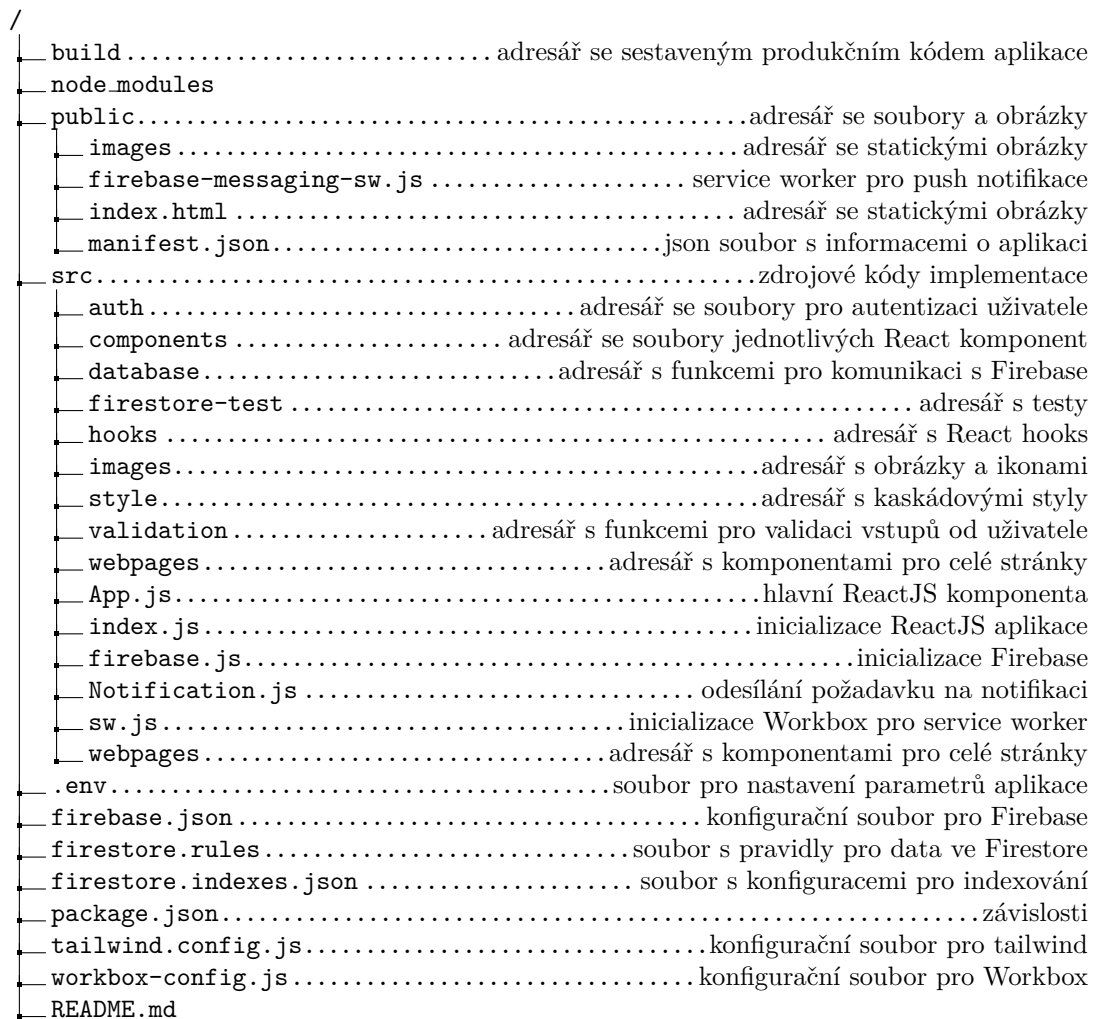 /
build.............................. adresář se sestaveným produkčním kódem aplikace
node_modules
public..................................................adresář se soubory a obrázky
images..............................................adresář se statickými obrázky
firebase-messaging-sw.js ..................... service worker pro push notifikace
index.html ......................................... adresář se statickými obrázky
manifest.json................................json soubor s informacemi o aplikaci
src......................................................zdrojové kódy implementace
auth...................................adresář se soubory pro autentizaci uživatele
components ...................... adresář se soubory jednotlivých React komponent
database.............................adresář s funkcemi pro komunikaci s Firebase
firestore-test ................................................... adresář s testy
hooks ...................................................... adresář s React hooks
images................................................adresář s obrázky a ikonami
style.................................................adresář s kaskádovými styly
validation.....................adresář s funkcemi pro validaci vstupů od uživatele
webpages.................................adresář s komponentami pro celé stránky
App.js................................................hlavní ReactJS komponenta
index.js.............................................inicializace ReactJS aplikace
firebase.js..................................................inicializace Firebase
Notification.js ................................ odesílání požadavku na notifikaci
sw.js......................................inicializace Workbox pro service worker
webpages.................................adresář s komponentami pro celé stránky
.env.........................................soubor pro nastavení parametrů aplikace
firebase.json...................................... konfigurační soubor pro Firebase
firestore.rules..............................soubor s pravidly pro data ve Firestore
firestore.indexes.json ...................... soubor s konfiguracemi pro indexování
package.json..............................................................závislosti
tailwind.config.js.................................konfigurační soubor pro tailwind
workbox-config.js.................................konfigurační soubor pro Workbox
README.md